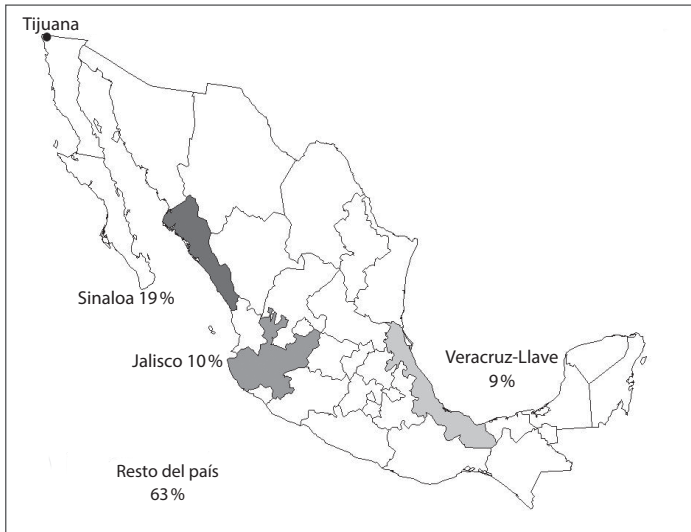 Tijuana
Sinaloa 19%
Jalisco 10%
Veracruz-Llave
9%
Resto del país
63%